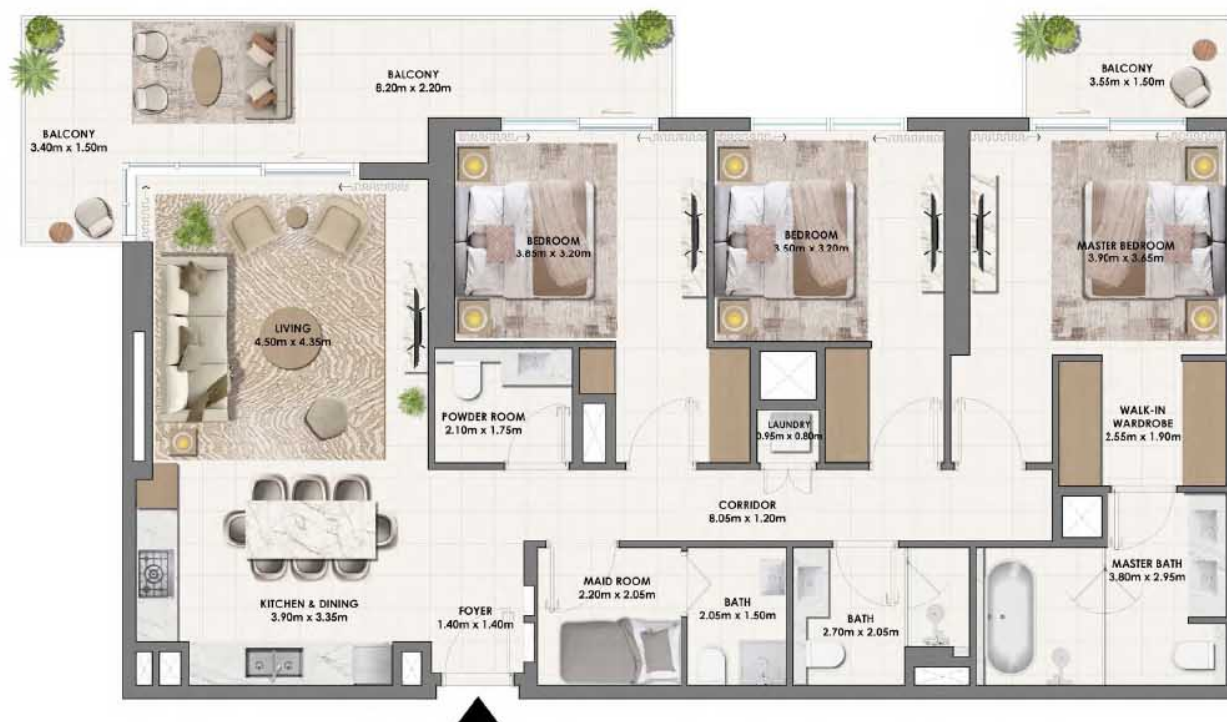 BALCONY
8.20m x 2.20m
BALCONY
3.55m x 1.50m
BALCONY
3.40m x 1.50m
BEDROOM
3.85m x 3.20m
BEDROOM
3.50m x 3.20m
MASTER BEDROOM
3.90m x 3.65m
LIVING
4.50m x 4.35m
POWDER ROOM
2.10m x 1.75m
LAUNDRY
0.95m x 0.80m
WALK-IN
WARDROBE
2.55m x 1.90m
CORRIDOR
8.05m x 1.20m
KITCHEN & DINING
3.90m x 3.35m
FOYER
1.40m x 1.40m
MAID ROOM
2.20m x 2.05m
BATH
2.05m x 1.50m
BATH
2.70m x 2.05m
MASTER BATH
3.80m x 2.95m